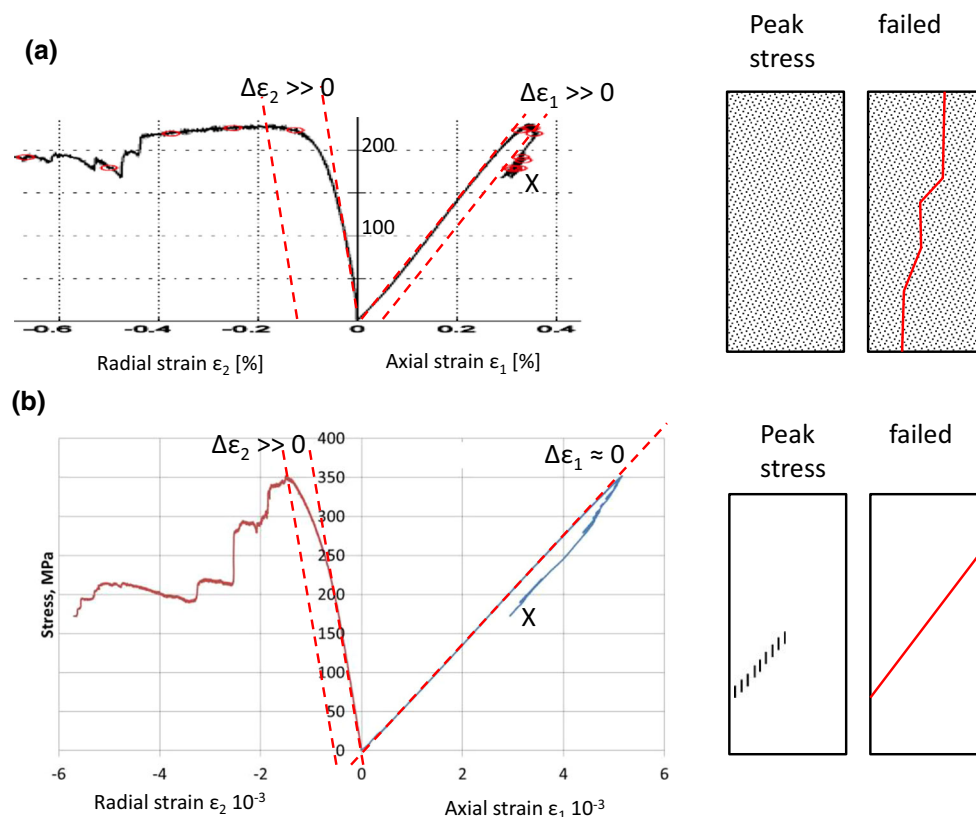 (a)
Δε₂ >> 0
Δε₁ >> 0
200
100
X
-0.6
-0.4
-0.2
0
0.2
0.4
Radial strain ε₂ [%]
Axial strain ε₁ [%]
Peak
stress
failed
(b)
Δε₂ >> 0
Δε₁ ≈ 0
400
350
300
250
200
150
100
50
0
Stress, MPa
X
-6
-4
-2
0
2
4
6
Radial strain ε₂ 10⁻³
Axial strain ε₁ 10⁻³
Peak
stress
failed